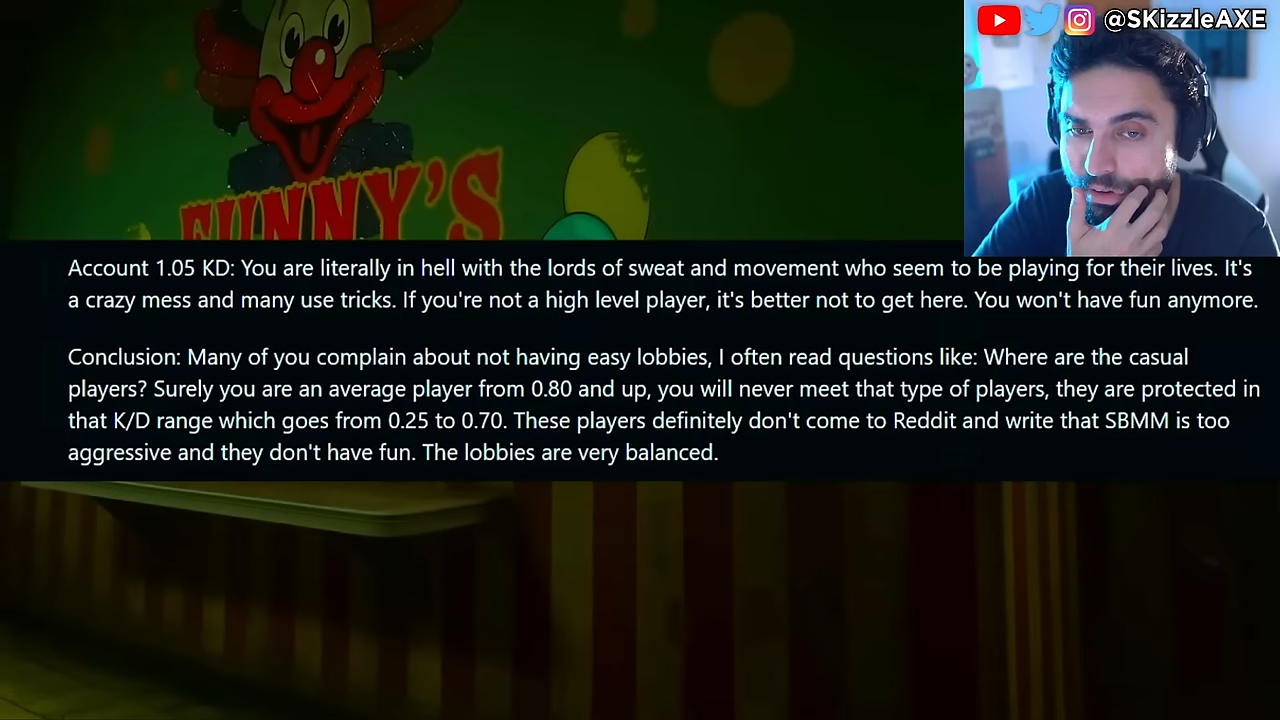 @SKizzleAXE
FUNNY'S
Account 1.05 KD: You are literally in hell with the lords of sweat and movement who seem to be playing for their lives. It's
a crazy mess and many use tricks. If you're not a high level player, it's better not to get here. You won't have fun anymore.
Conclusion: Many of you complain about not having easy lobbies, I often read questions like: Where are the casual
players? Surely you are an average player from 0.80 and up, you will never meet that type of players, they are protected in
that K/D range which goes from 0.25 to 0.70. These players definitely don't come to Reddit and write that SBMM is too
aggressive and they don't have fun. The lobbies are very balanced.